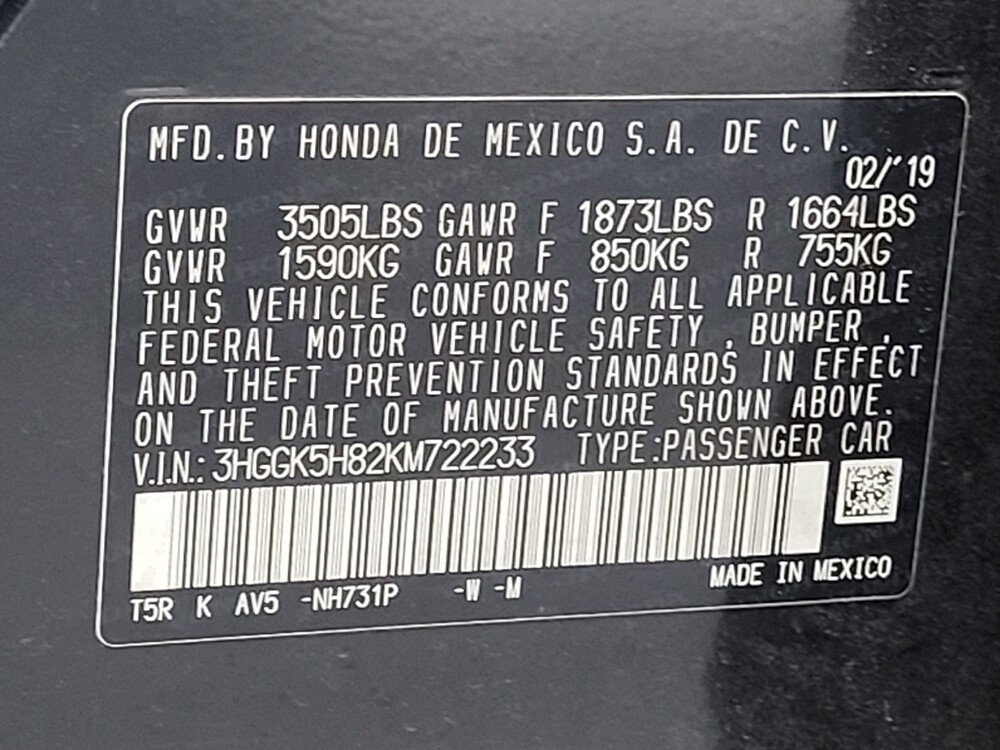 MFD.BY HONDA DE MEXICO S.A. DE C.V.
02/'19
GVWR 3505LBS GAWR F 1873LBS R 1664LBS
GVWR 1590KG GAWR F 850KG R 755KG
THIS VEHICLE CONFORMS TO ALL APPLICABLE
FEDERAL MOTOR VEHICLE SAFETY , BUMPER ,
AND THEFT PREVENTION STANDARDS IN EFFECT
ON THE DATE OF MANUFACTURE SHOWN ABOVE.
V.I.N.: 3HGGK5H82KM722233 TYPE:PASSENGER CAR
MADE IN MEXICO
T5R K AV5 -NH731P -W -M